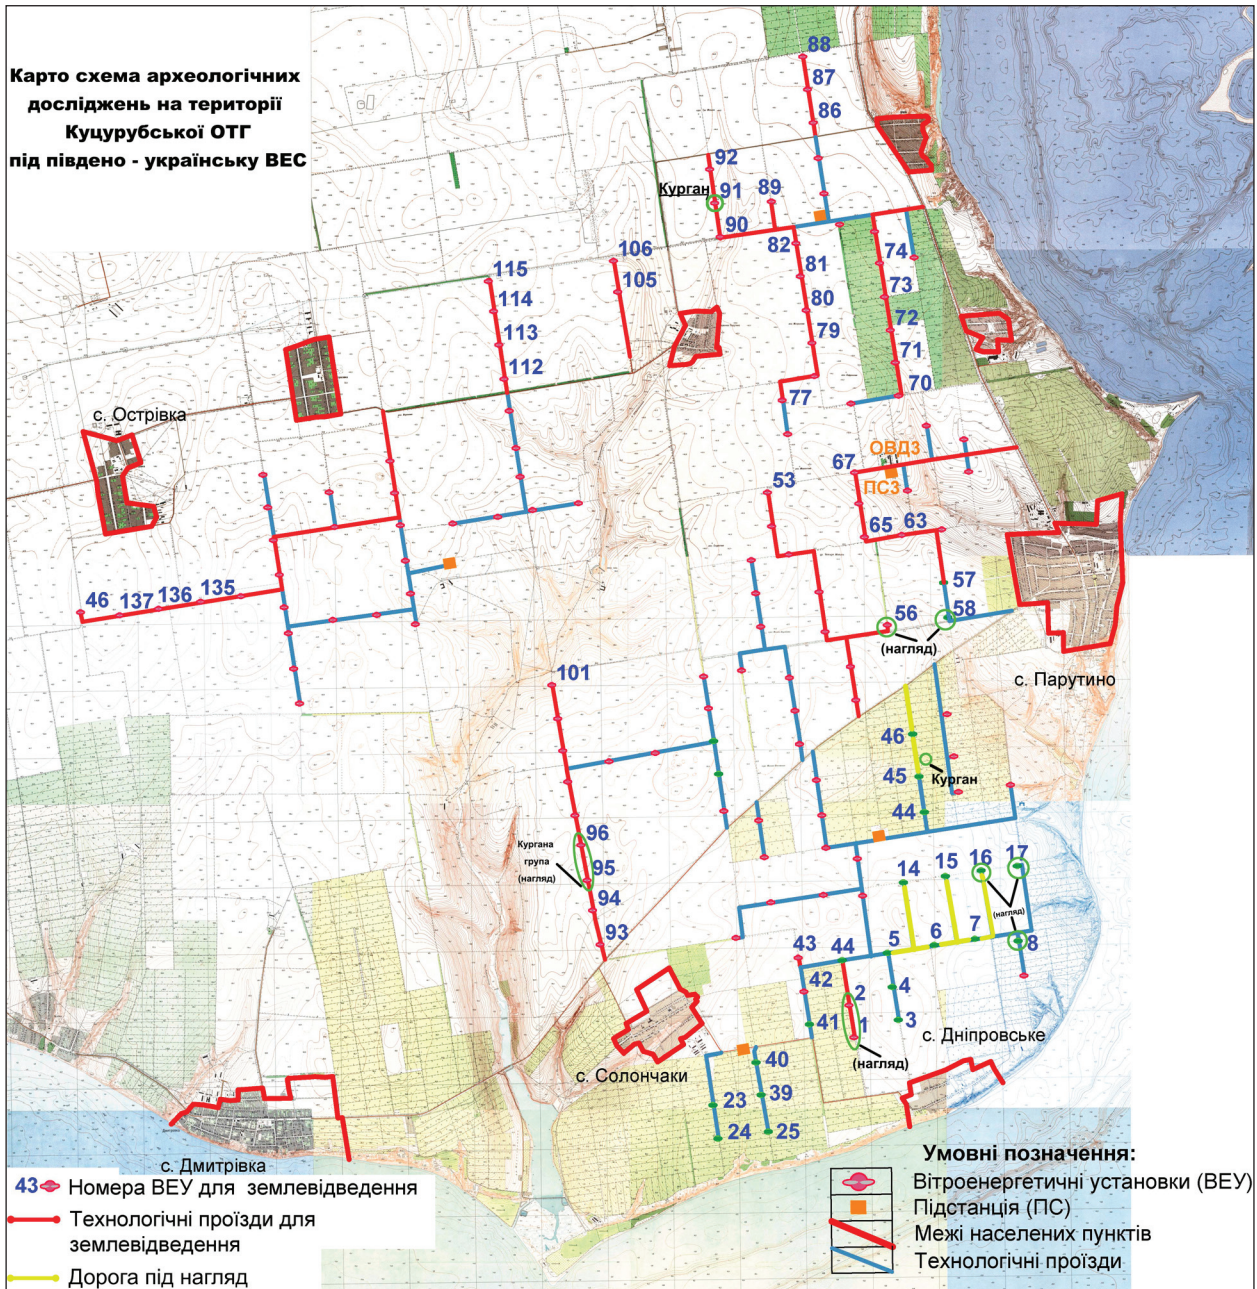 Карто схема археологічних
досліджень на території
Куцурубської ОТГ
під південо - українську ВЕС
88
87
86
92
Курган
91
89
90
82
74
106
81
115
105
73
114
80
72
113
79
71
112
77
70
с. Острівка
ОВД3
67
53
ПС3
65 63
57
46 137 136 135
56
58
(нагляд)
101
с. Парутино
46
45
Курган
44
96
Кургана
група
(нагляд)
95
94
93
14
15
16
17
(нагляд)
5
6
7
8
43
44
42
2
4
41
1
3
с. Дніпровське
(нагляд)
с. Солончаки
40
23
39
24
25
с. Дмитрівка
43 Номера ВЕУ для землевідведення
Технологічні проїзди для
землевідведення
Дорога під нагляд
Умовні позначення:
Вітроенергетичні установки (ВЕУ)
Підстанція (ПС)
Межі населених пунктів
Технологічні проїзди